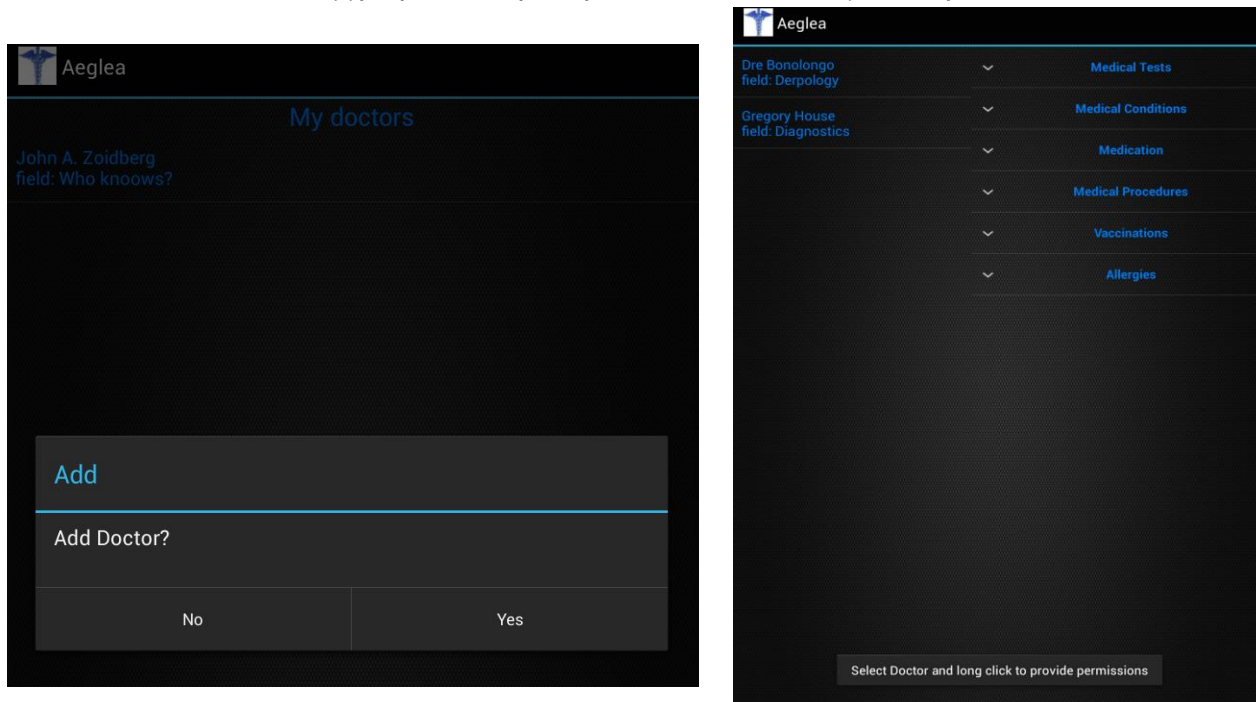 Aeglea
My doctors
John A. Zoidberg
field: Who knoows?
Add
Add Doctor?
No
Yes
Aeglea
Dre Bonolongo
field: Derpology
Gregory House
field: Diagnostics
Medical Tests
Medical Conditions
Medication
Medical Procedures
Vaccinations
Allergies
Select Doctor and long click to provide permissions